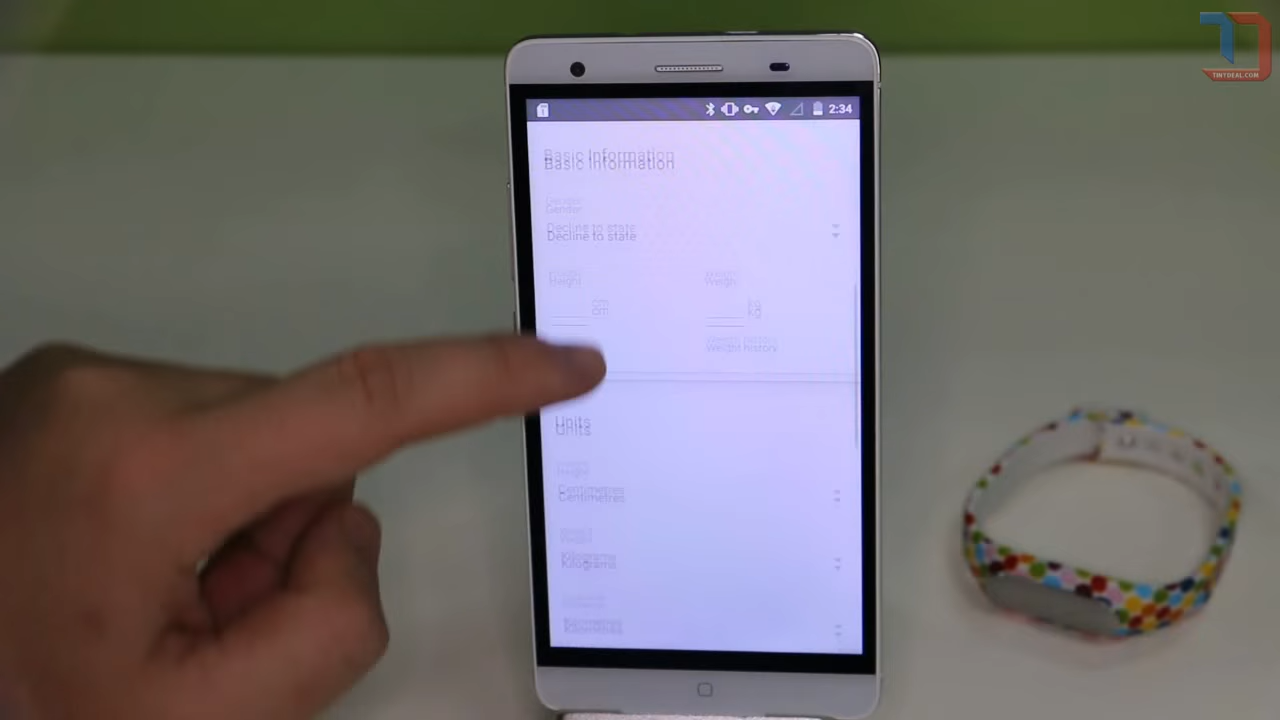 TINYDEAL.COM
2:34
Basic Information
Gender
Decline to state
Height Weight
cm kg
Weight history
Units
Height
Centimetres
Weight
Kilograms
Kilometres